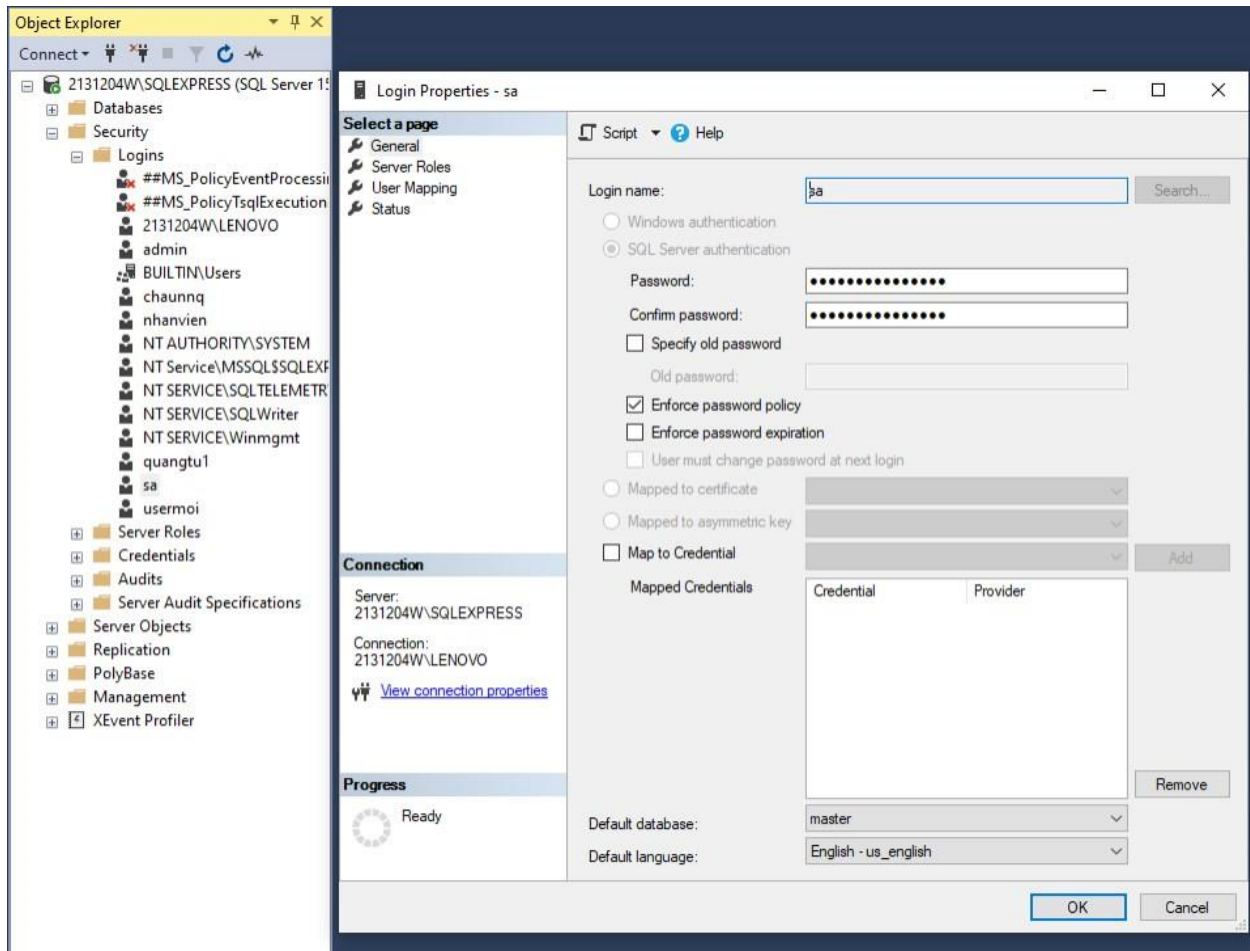 Object Explorer
Connect
2131204W\SQLEXPRESS (SQL Server 15
Databases
Security
Logins
##MS_PolicyEventProcessi
##MS_PolicyTsqlExecution
2131204W\LENOVO
admin
BUILTIN\Users
chaunnq
nhanvien
NT AUTHORITY\SYSTEM
NT Service\MSSQL$SQLEXP
NT SERVICE\SQLTELEMETR
NT SERVICE\SQLWriter
NT SERVICE\Winmgmt
quangtu1
sa
usermoi
Server Roles
Credentials
Audits
Server Audit Specifications
Server Objects
Replication
PolyBase
Management
XEvent Profiler
Login Properties - sa
Select a page
General
Server Roles
User Mapping
Status
Connection
Server:
2131204W\SQLEXPRESS
Connection:
2131204W\LENOVO
View connection properties
Progress
Ready
Script Help
Login name: sa Search...
Windows authentication
SQL Server authentication
Password: ●●●●●●●●●●●●●●●
Confirm password: ●●●●●●●●●●●●●●●
Specify old password
Old password:
Enforce password policy
Enforce password expiration
User must change password at next login
Mapped to certificate
Mapped to asymmetric key
Map to Credential Add
Mapped Credentials Credential Provider
Remove
Default database: master
Default language: English - us_english
OK Cancel